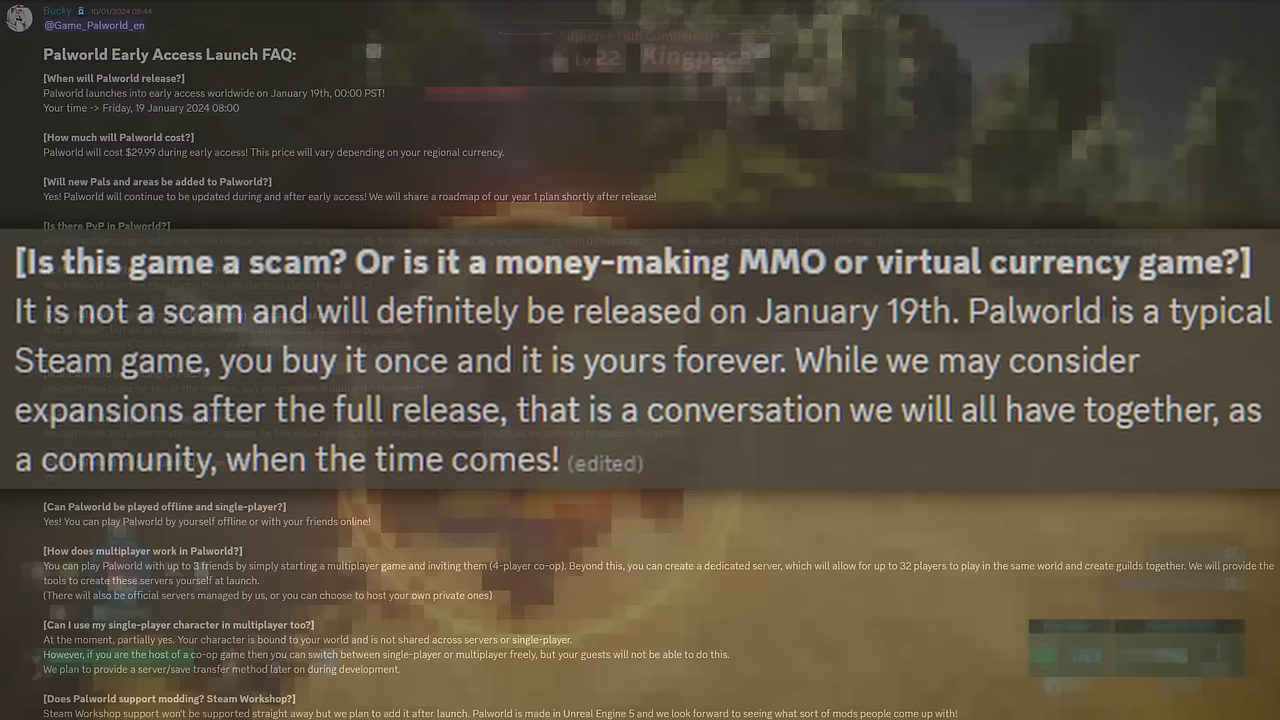 Bucky 10/01/2024 08:44
@Game_Palworld_en
Supreme Fluff Commander
Lv 22 Kingpaca
Palworld Early Access Launch FAQ:
[When will Palworld release?]
Palworld launches into early access worldwide on January 19th, 00:00 PST!
Your time -> Friday, 19 January 2024 08:00
[How much will Palworld cost?]
Palworld will cost $29.99 during early access! This price will vary depending on your regional currency.
[Will new Pals and areas be added to Palworld?]
Yes! Palworld will continue to be updated during and after early access! We will share a roadmap of our year 1 plan shortly after release!
[Is there PvP in Palworld?]
[Is this game a scam? Or is it a money-making MMO or virtual currency game?]
It is not a scam and will definitely be released on January 19th. Palworld is a typical
Steam game, you buy it once and it is yours forever. While we may consider
expansions after the full release, that is a conversation we will all have together, as
a community, when the time comes! (edited)
[Can Palworld be played offline and single-player?]
Yes! You can play Palworld by yourself offline or with your friends online!
[How does multiplayer work in Palworld?]
You can play Palworld with up to 3 friends by simply starting a multiplayer game and inviting them (4-player co-op). Beyond this, you can create a dedicated server, which will allow for up to 32 players to play in the same world and create guilds together. We will provide the
tools to create these servers yourself at launch.
(There will also be official servers managed by us, or you can choose to host your own private ones)
[Can I use my single-player character in multiplayer too?]
At the moment, partially yes. Your character is bound to your world and is not shared across servers or single-player.
However, if you are the host of a co-op game then you can switch between single-player or multiplayer freely, but your guests will not be able to do this.
We plan to provide a server/save transfer method later on during development.
[Does Palworld support modding? Steam Workshop?]
Steam Workshop support won't be supported straight away but we plan to add it after launch. Palworld is made in Unreal Engine 5 and we look forward to seeing what sort of mods people come up with!